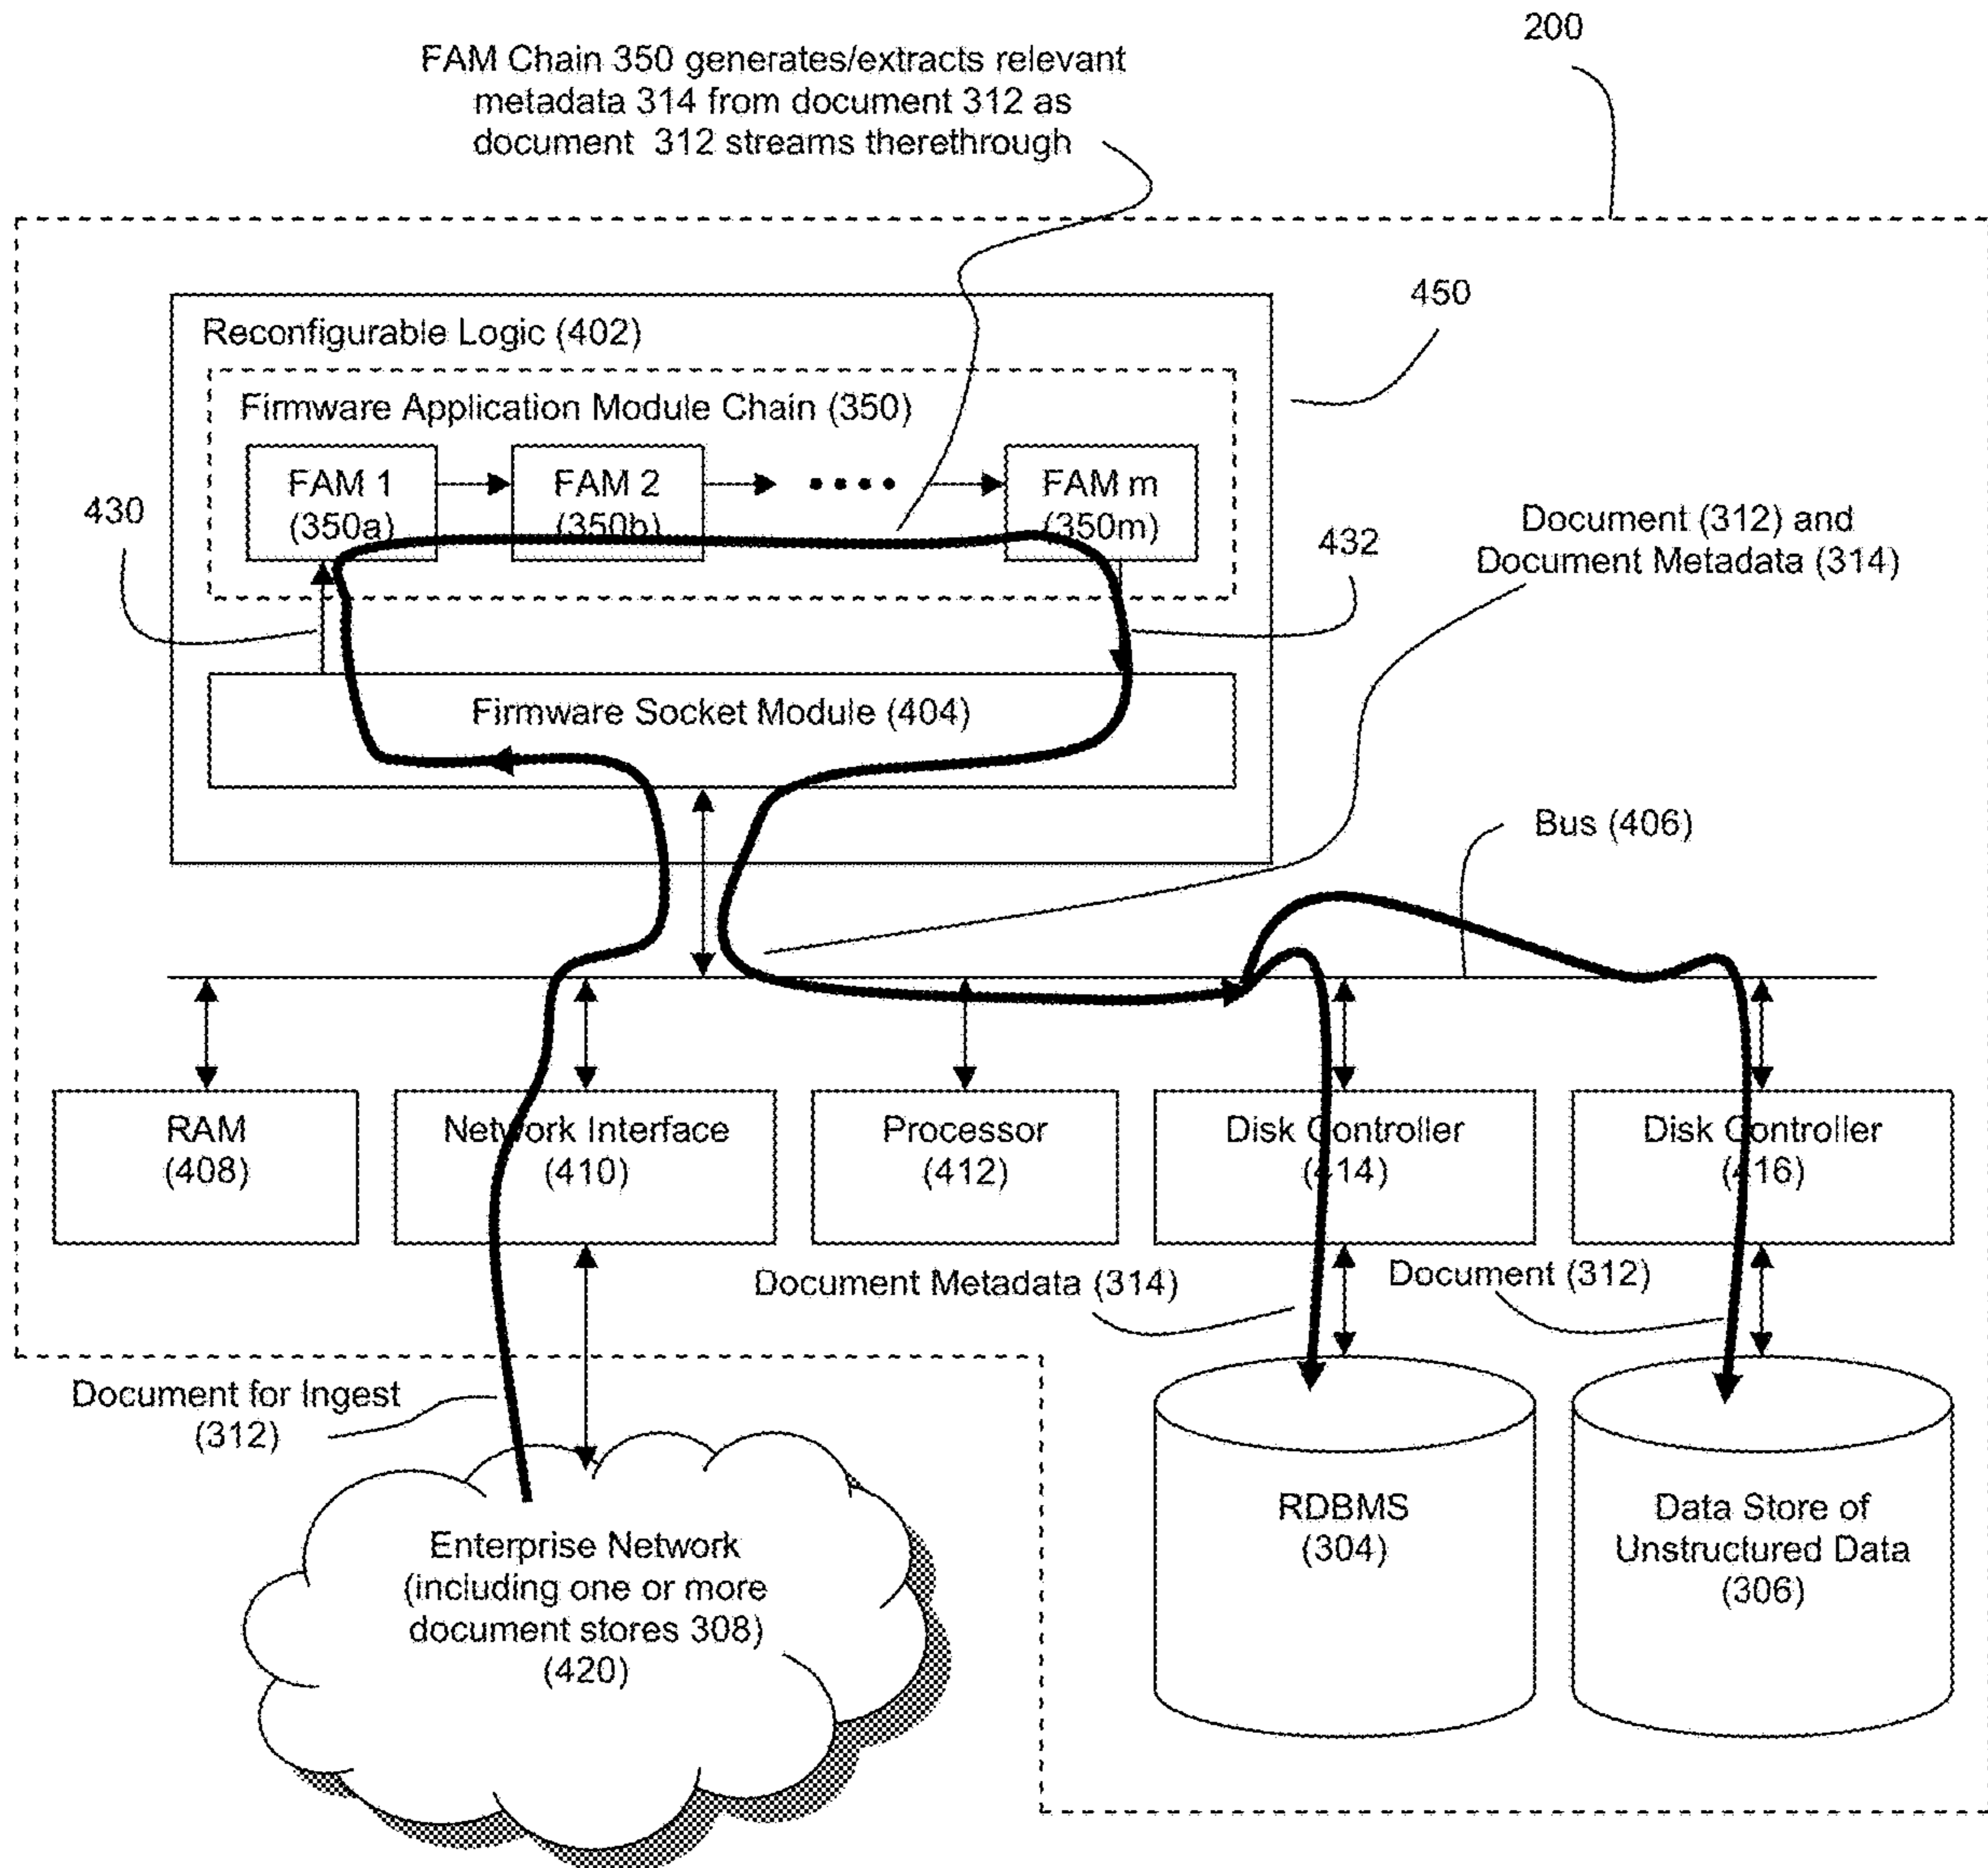 200
FAM Chain 350 generates/extracts relevant
metadata 314 from document 312 as
document 312 streams therethrough
450
Reconfigurable Logic (402)
Firmware Application Module Chain (350)
FAM 1
(350a)
FAM 2
(350b)
••••
FAM m
(350m)
430
432
Document (312) and
Document Metadata (314)
Firmware Socket Module (404)
Bus (406)
RAM
(408)
Network Interface
(410)
Processor
(412)
Disk Controller
(414)
Disk Controller
(416)
Document Metadata (314)
Document (312)
Document for Ingest
(312)
Enterprise Network
(including one or more
document stores 308)
(420)
RDBMS
(304)
Data Store of
Unstructured Data
(306)